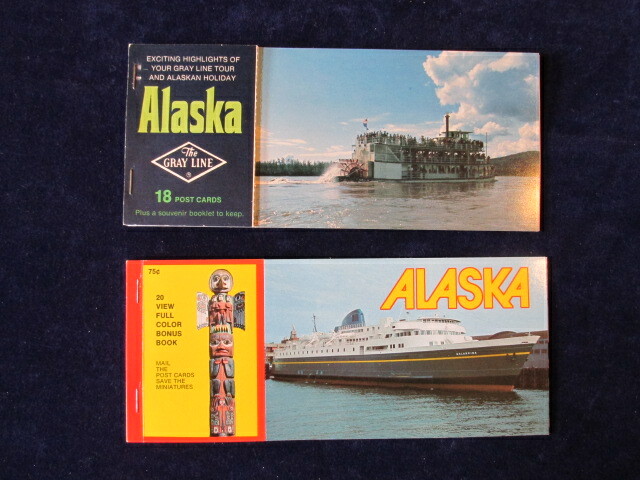 EXCITING HIGHLIGHTS OF
YOUR GRAY LINE TOUR
AND ALASKAN HOLIDAY
Alaska
The
GRAY LINE
®
18 POST CARDS
Plus a souvenir booklet to keep.
75¢
20
VIEW
FULL
COLOR
BONUS
BOOK
MAIL
THE
POST CARDS
SAVE THE
MINIATURES
ALASKA
MALASPINA